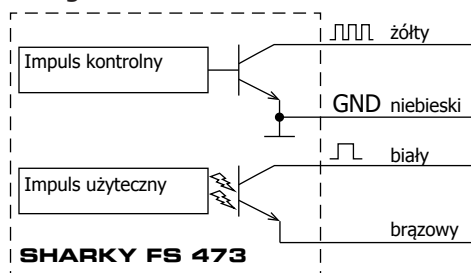 żółty
Impuls kontrolny
GND niebieski
biały
Impuls użyteczny
brązowy
SHARKY FS 473